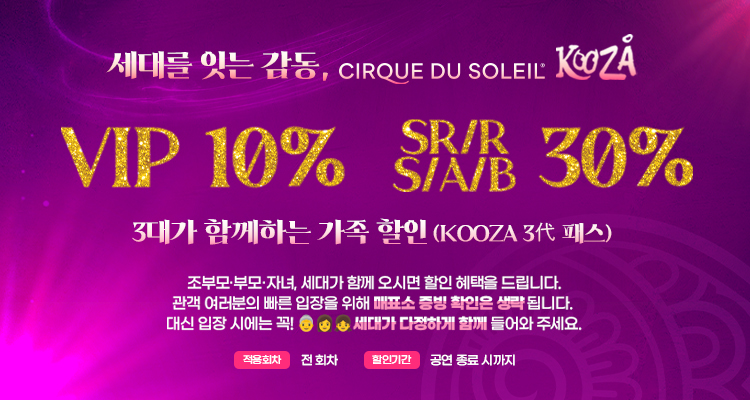 세대를 잇는 감동, CIRQUE DU SOLEIL® KOOZA
VIP 10% SR/R S/A/B 30%
3대가 함께하는 가족 할인 (KOOZA 3代 패스)
조부모·부모·자녀, 세대가 함께 오시면 할인 혜택을 드립니다.
관객 여러분의 빠른 입장을 위해 매표소 증빙 확인은 생략 됩니다.
대신 입장 시에는 꼭! 👵👩👧 세대가 다정하게 함께 들어와 주세요.
적용회차 전 회차 할인기간 공연 종료 시까지